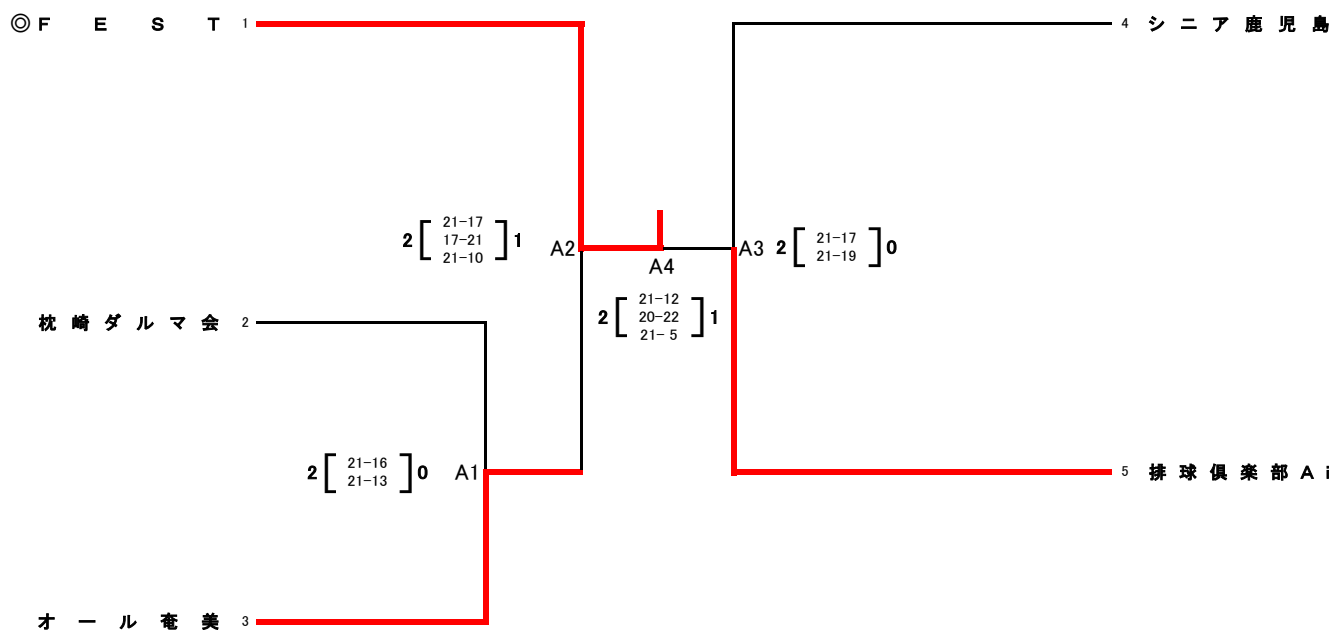 ◎ＦＥＳＴ 1
4 シニア鹿児島
2 [ 21-17 17-21 21-10 ] 1 A2
A3 2 [ 21-17 21-19 ] 0
A4
2 [ 21-12 20-22 21- 5 ] 1
枕崎ダルマ会 2
2 [ 21-16 21-13 ] 0 A1
5 排球倶楽部Ａ
オール奄美 3